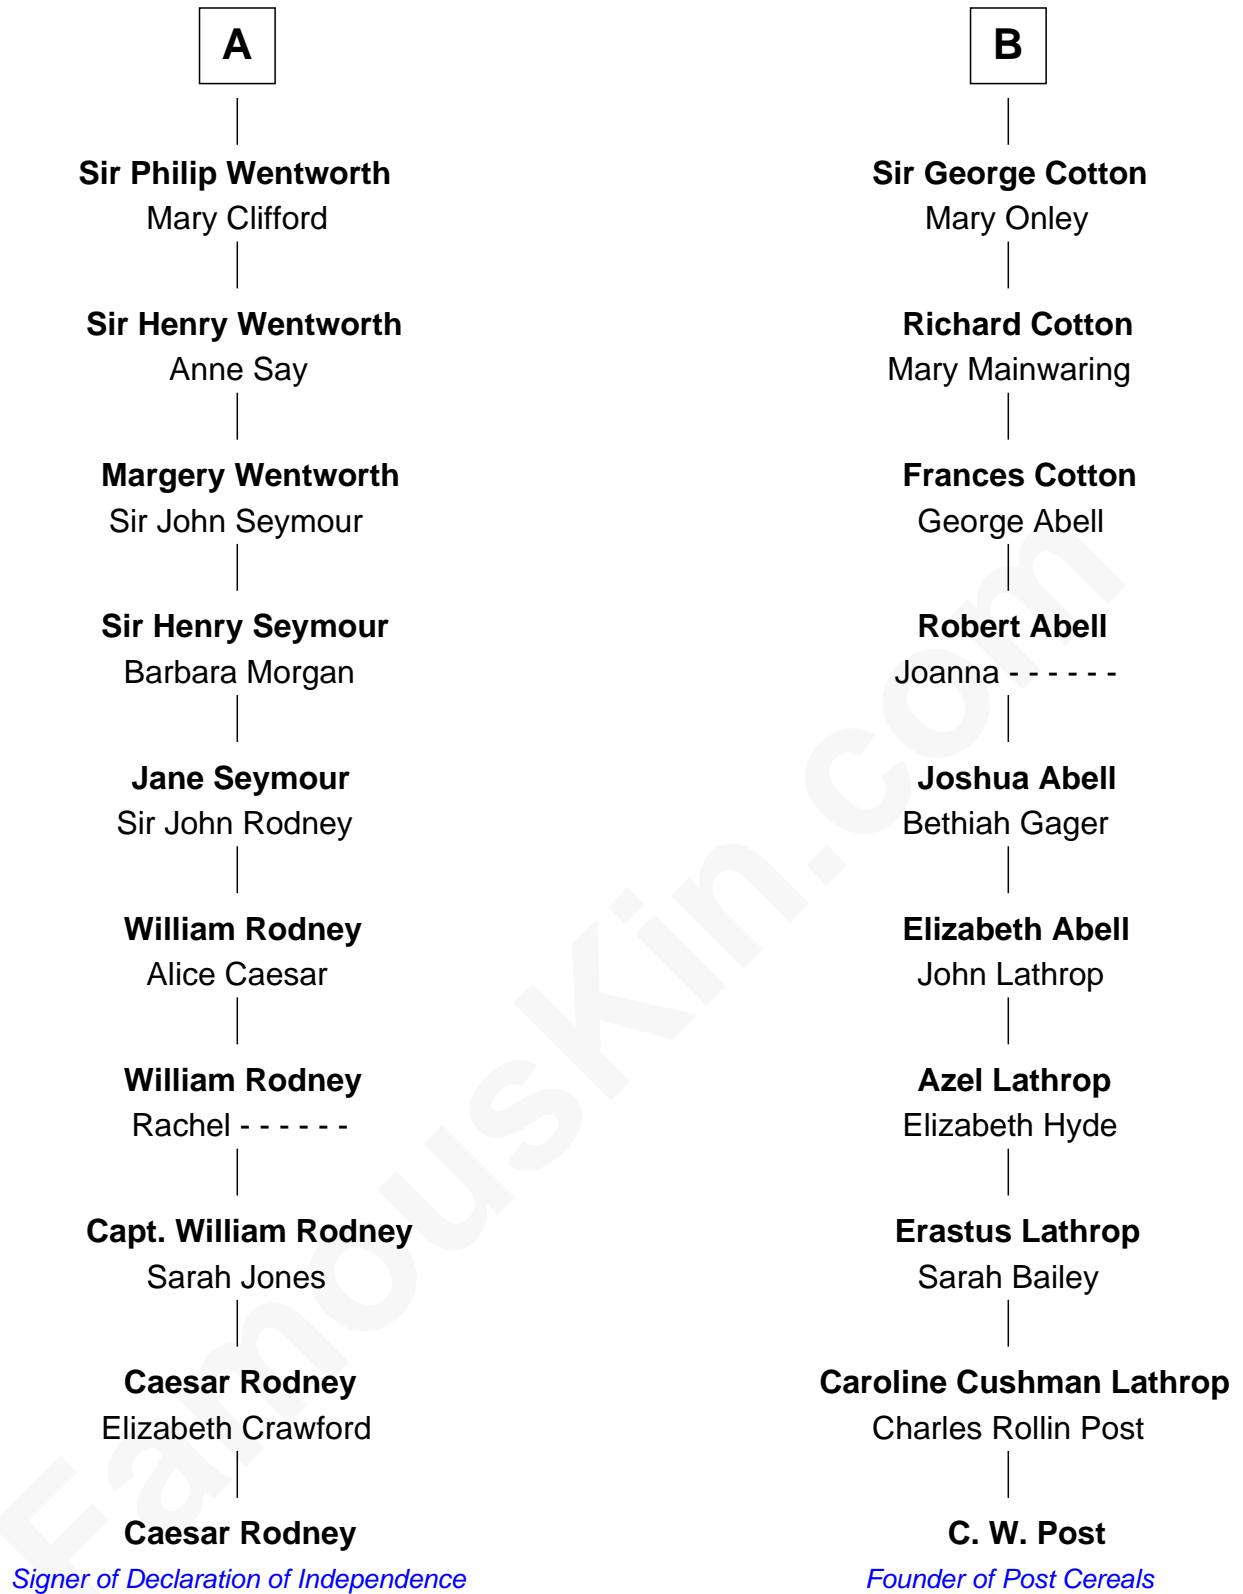 A
Sir Philip Wentworth
Mary Clifford
Sir Henry Wentworth
Anne Say
Margery Wentworth
Sir John Seymour
Sir Henry Seymour
Barbara Morgan
Jane Seymour
Sir John Rodney
William Rodney
Alice Caesar
William Rodney
Rachel - - - - - -
Capt. William Rodney
Sarah Jones
Caesar Rodney
Elizabeth Crawford
Caesar Rodney
Signer of Declaration of Independence
B
Sir George Cotton
Mary Onley
Richard Cotton
Mary Mainwaring
Frances Cotton
George Abell
Robert Abell
Joanna - - - - - -
Joshua Abell
Bethiah Gager
Elizabeth Abell
John Lathrop
Azel Lathrop
Elizabeth Hyde
Erastus Lathrop
Sarah Bailey
Caroline Cushman Lathrop
Charles Rollin Post
C. W. Post
Founder of Post Cereals
FamousKin.com